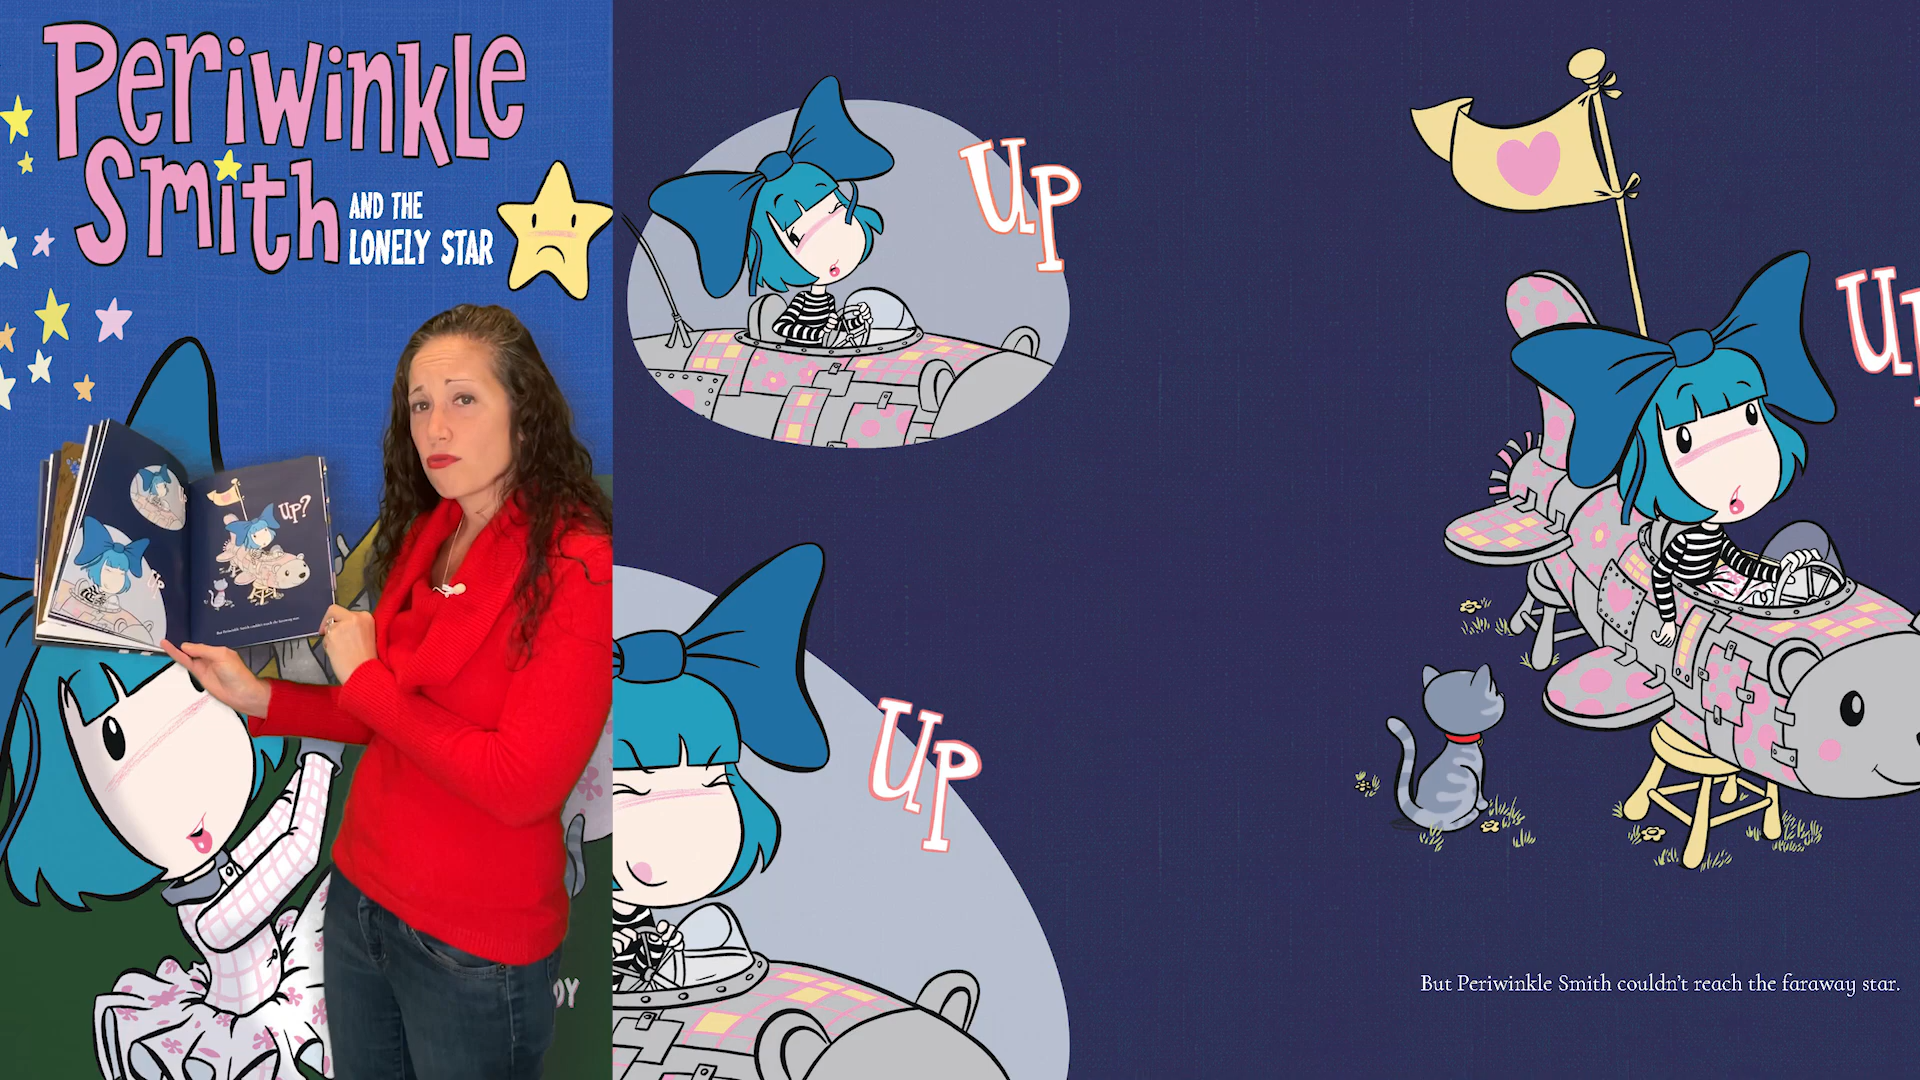 Periwinkle
Smith
AND THE
LONELY STAR
UP?
UP
UP
UP
But Periwinkle Smith couldn't reach the faraway star.